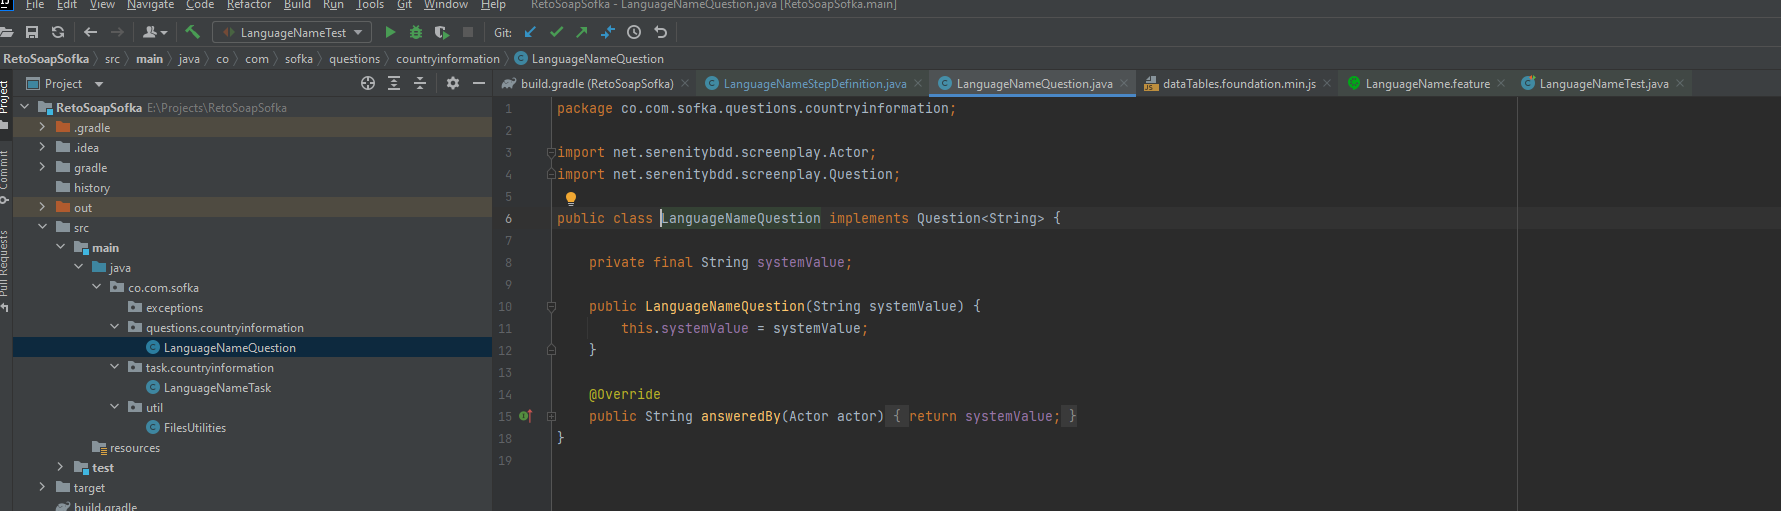 File Edit View Navigate Code Refactor Build Run Tools Git Window Help RetoSoapSofka - LanguageNameQuestion.java [RetoSoapSofka.main]
LanguageNameTest Git:
RetoSoapSofka src main java co com sofka questions countryinformation LanguageNameQuestion
Project
build.gradle (RetoSoapSofka) LanguageNameStepDefinition.java LanguageNameQuestion.java dataTables.foundation.min.js LanguageName.feature LanguageNameTest.java
Project
Commit
Pull Requests
RetoSoapSofka E:\Projects\RetoSoapSofka
.gradle
.idea
gradle
history
out
src
main
java
co.com.sofka
exceptions
questions.countryinformation
LanguageNameQuestion
task.countryinformation
LanguageNameTask
util
FilesUtilities
resources
test
target
build.gradle
1 package co.com.sofka.questions.countryinformation;
2
3 import net.serenitybdd.screenplay.Actor;
4 import net.serenitybdd.screenplay.Question;
5
6 public class LanguageNameQuestion implements Question<String> {
7
8 private final String systemValue;
9
10 public LanguageNameQuestion(String systemValue) {
11 this.systemValue = systemValue;
12 }
13
14 @Override
15 public String answeredBy(Actor actor) { return systemValue; }
18 }
19